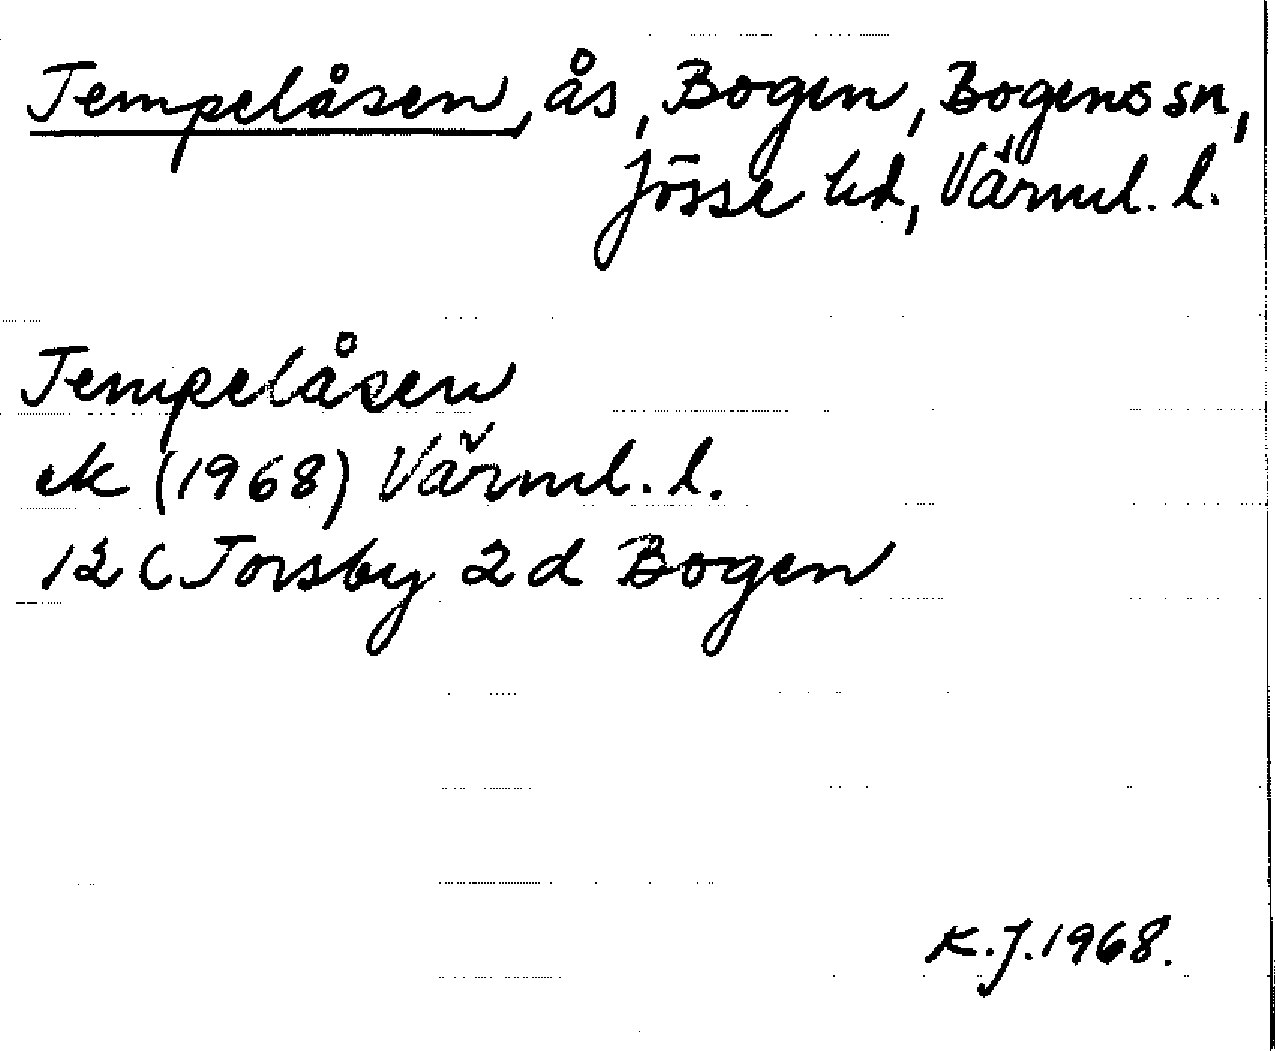 Tempelåsen, ås, Bogen, Bogens sn,
Jösse hd, Värml. l.
Tempelåsen
ek (1968) Värml. l.
12 C Torsby 2 d Bogen
K.J. 1968.